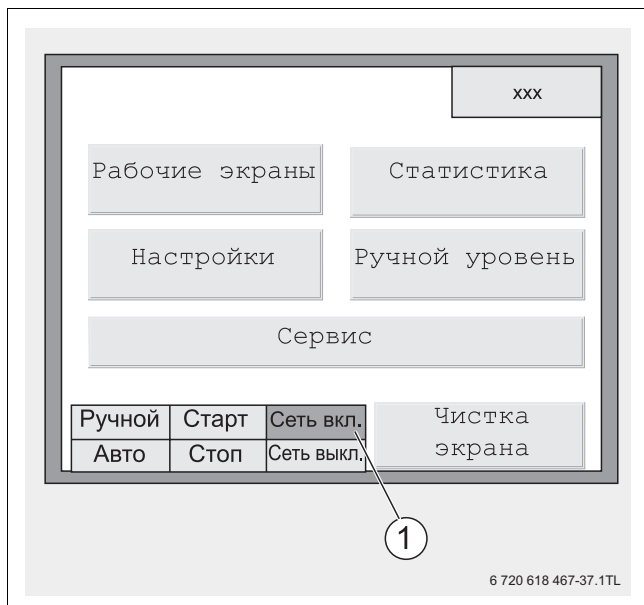 xxx
Рабочие экраны
Статистика
Настройки
Ручной уровень
Сервис
Ручной Старт Сеть вкл.
Авто Стоп Сеть выкл.
Чистка
экрана
1
6 720 618 467-37.1TL